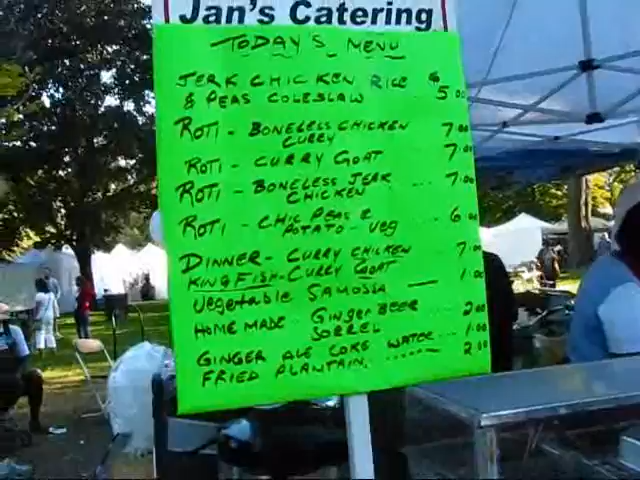 Jan's Catering
TODAY'S MENU
JERK CHICKEN RICE $
& PEAS COLESLAW 5.00
ROTI - BONELESS CHICKEN 7.00
CURRY
ROTI - CURRY GOAT 7.00
ROTI - BONELESS JERK ... 7.00
CHICKEN
ROTI - CHIC PEAS & .. 6.00
POTATO - Veg
DINNER - CURRY CHICKEN 7.00
KING FISH - CURRY GOAT
Vegetable SAMOSSA — 1.00
HOME MADE - GINGER BEER 2.00
SORREL
GINGER ALE COKE WATER ... 1.00
FRIED PLANTAIN ....... 2.00